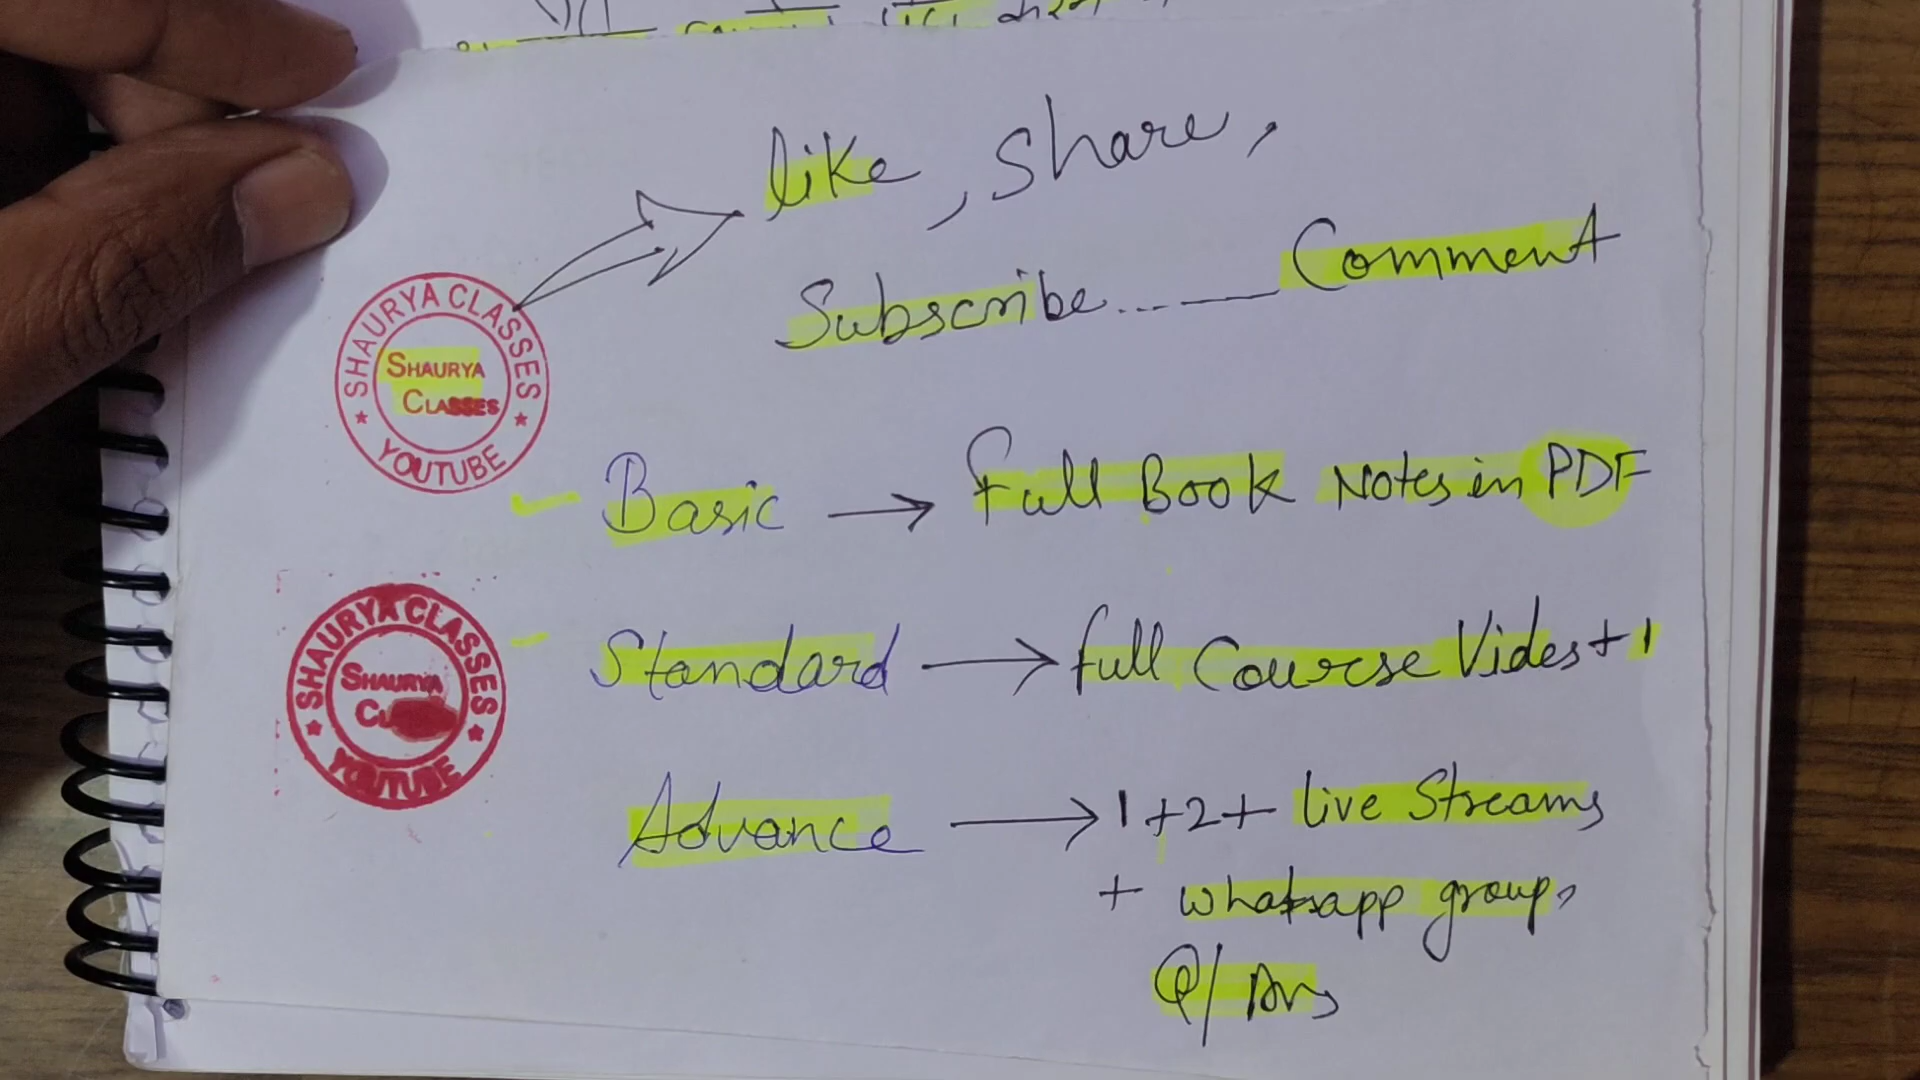 like, Share,
Subscribe...____ Comment
SHAURYA CLASSES
SHAURYA
CLASSES
YOUTUBE
Basic → Full Book Notes in PDF
Standard → full Course Vides + 1
SHAURYA CLASSES
SHAURYA
YOUTUBE
Advance → 1+2+ live Streams
+ whatsapp group,
Q/Ans